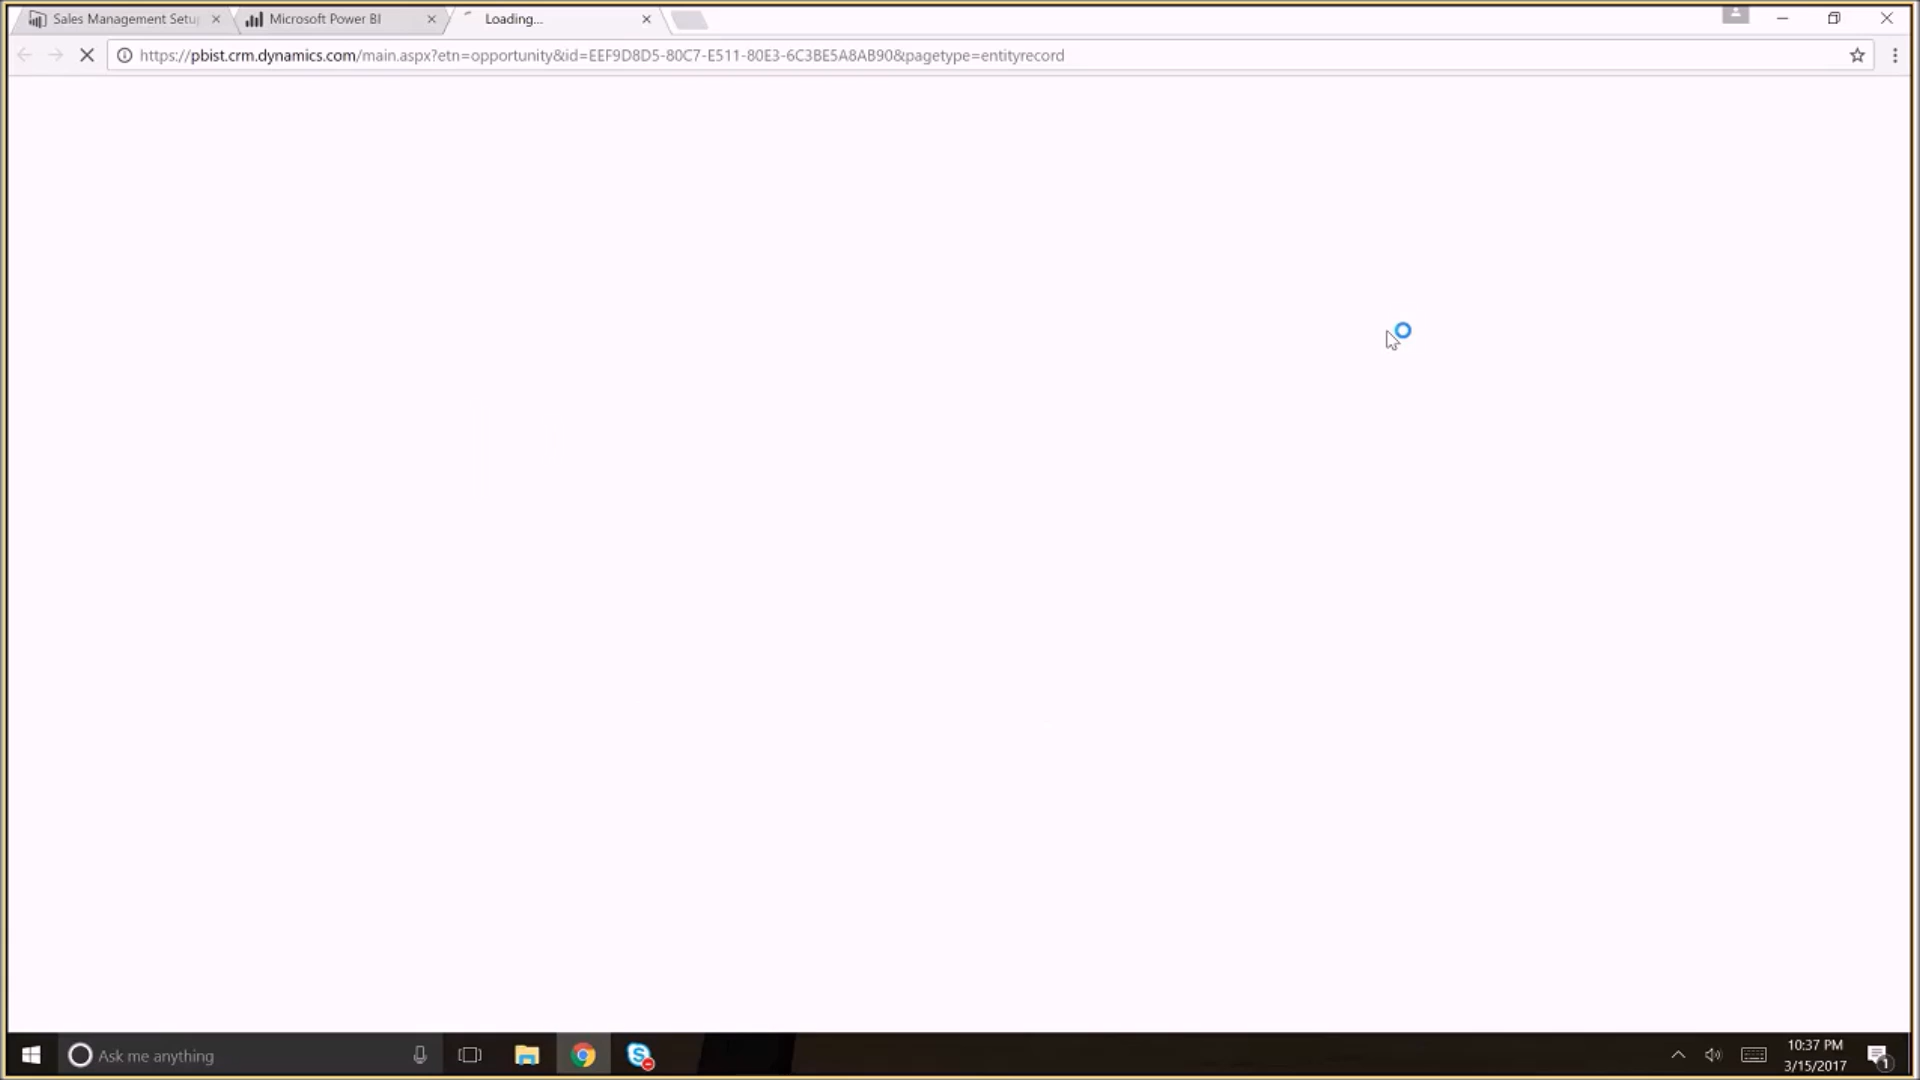 Sales Management Setu
Microsoft Power BI
Loading...
https://pbist.crm.dynamics.com/main.aspx?etn=opportunity&id=EEF9D8D5-80C7-E511-80E3-6C3BE5A8AB90&pagetype=entityrecord
Ask me anything
10:37 PM
3/15/2017
1